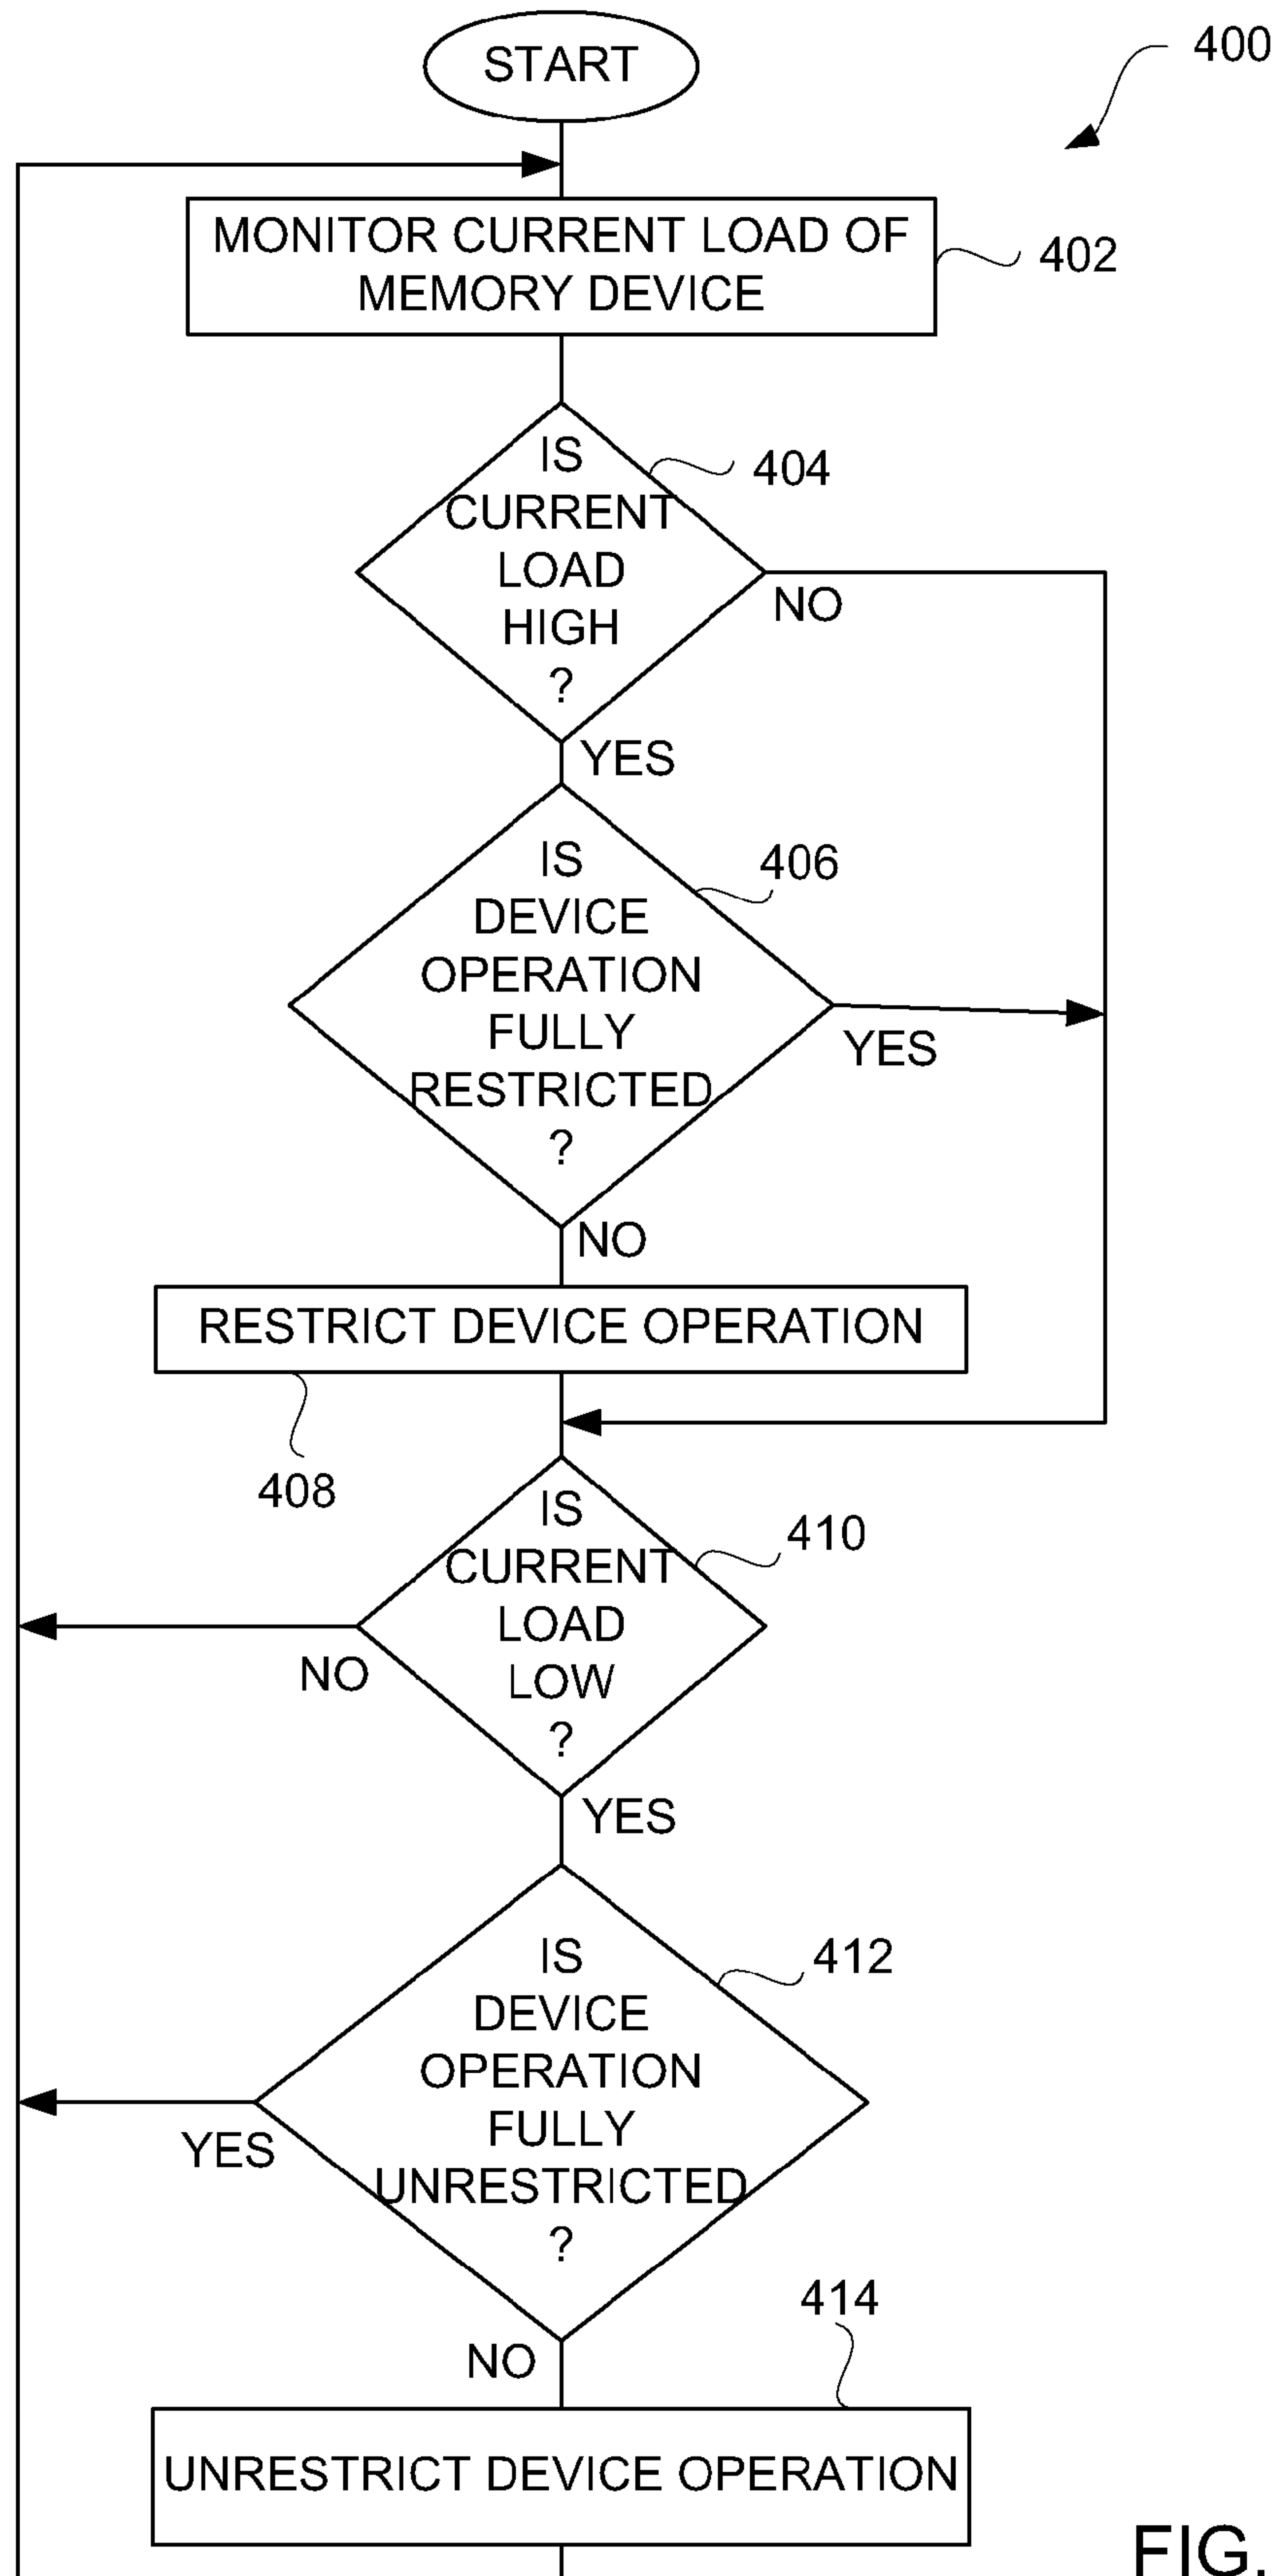 START
400
MONITOR CURRENT LOAD OF
MEMORY DEVICE
402
IS
CURRENT
LOAD
HIGH
?
404
NO
YES
IS
DEVICE
OPERATION
FULLY
RESTRICTED
?
406
YES
NO
RESTRICT DEVICE OPERATION
408
IS
CURRENT
LOAD
LOW
?
410
NO
YES
IS
DEVICE
OPERATION
FULLY
UNRESTRICTED
?
412
YES
NO
414
UNRESTRICT DEVICE OPERATION
FIG.